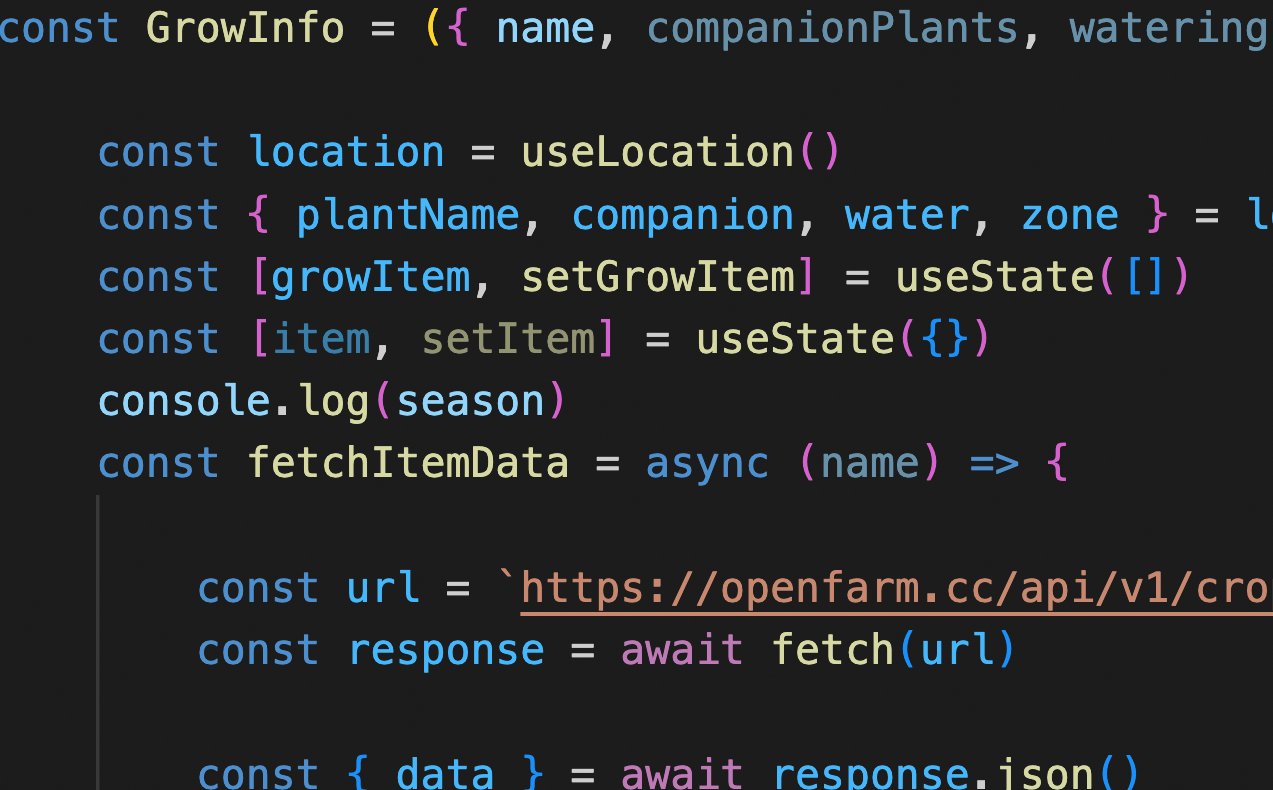 const GrowInfo = ({ name, companionPlants, watering
const location = useLocation()
const { plantName, companion, water, zone } = l
const [growItem, setGrowItem] = useState([])
const [item, setItem] = useState({})
console.log(season)
const fetchItemData = async (name) => {
const url = `https://openfarm.cc/api/v1/cro
const response = await fetch(url)
const { data } = await response.json()